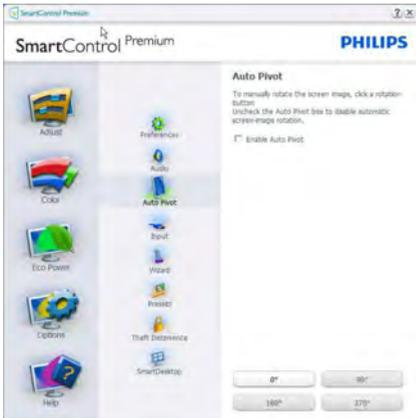 SmartControl Premium
SmartControl Premium
PHILIPS
Adjust
Color
Eco Power
Options
Help
Preferences
Audio
Auto Pivot
Input
Wizard
Presets
Theft Deterrence
SmartDesktop
Auto Pivot
To manually rotate the screen image, click a rotation
button
Uncheck the Auto Pivot box to disable automatic
screen-image rotation.
Enable Auto Pivot
0°
90°
180°
270°